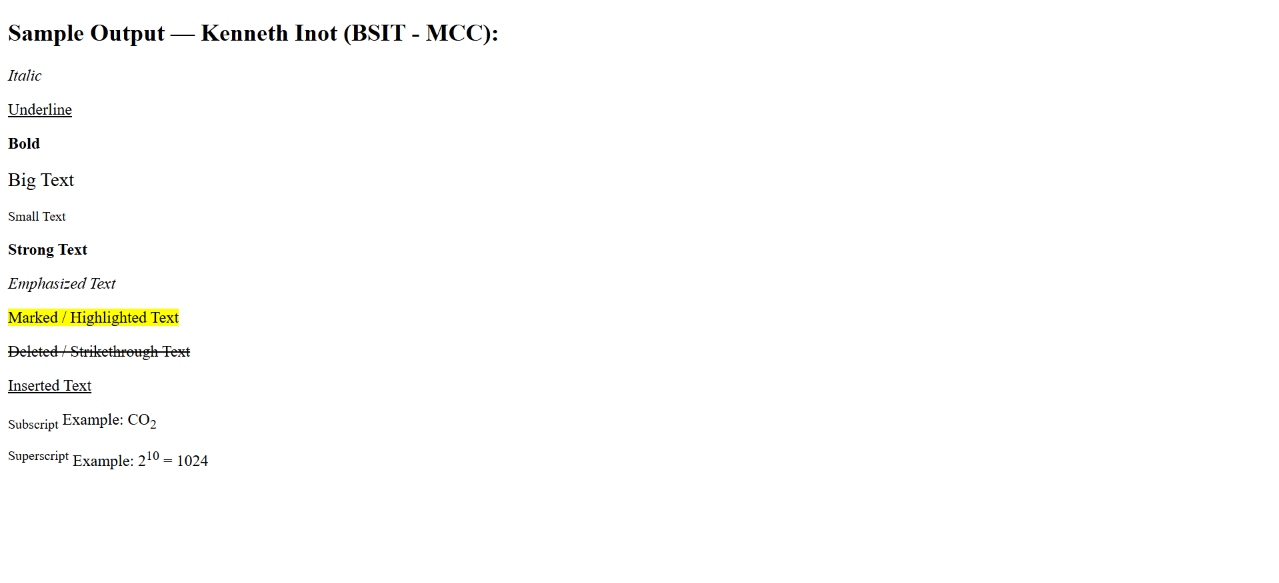 Sample Output — Kenneth Inot (BSIT - MCC):
Italic
Underline
Bold
Big Text
Small Text
Strong Text
Emphasized Text
Marked / Highlighted Text
Deleted / Strikethrough Text
Inserted Text
Subscript Example: CO₂
Superscript Example: 2¹⁰ = 1024